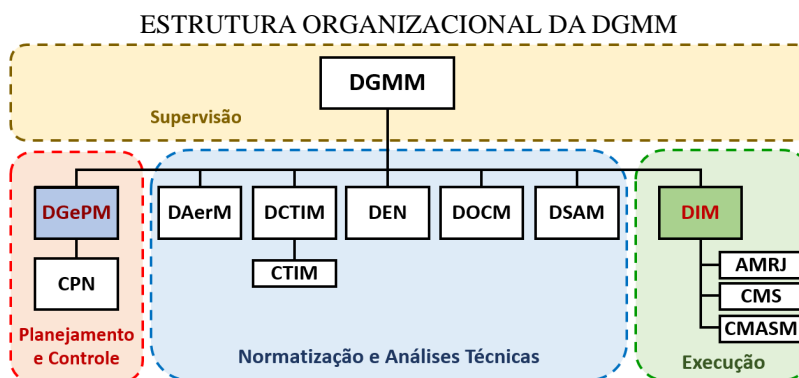 ESTRUTURA ORGANIZACIONAL DA DGMM
DGMM
Supervisão
DGePM
DAerM
DCTIM
DEN
DOCM
DSAM
DIM
CPN
CTIM
AMRJ
CMS
CMASM
Planejamento
e Controle
Normatização e Análises Técnicas
Execução